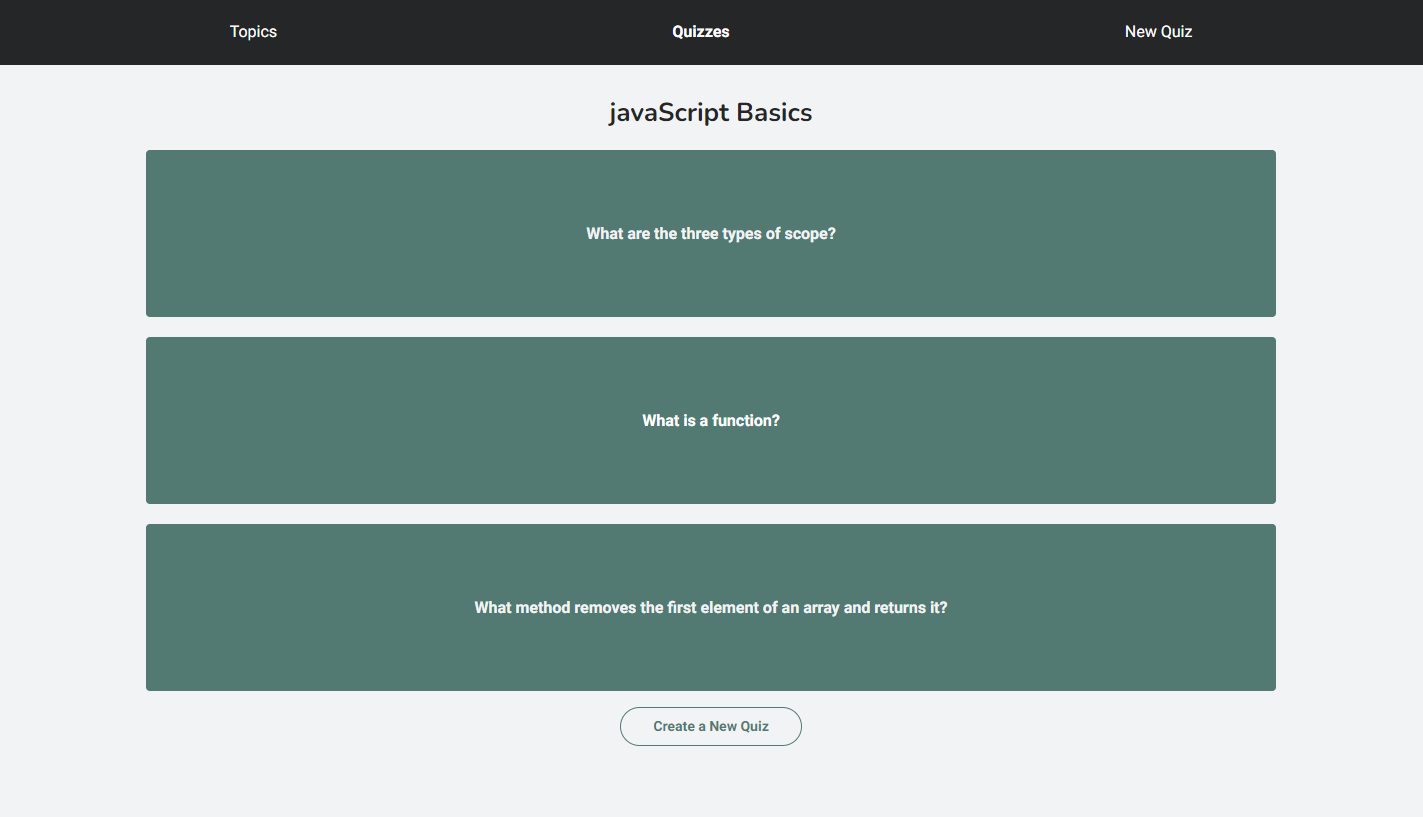 Topics
Quizzes
New Quiz
javaScript Basics
What are the three types of scope?
What is a function?
What method removes the first element of an array and returns it?
Create a New Quiz